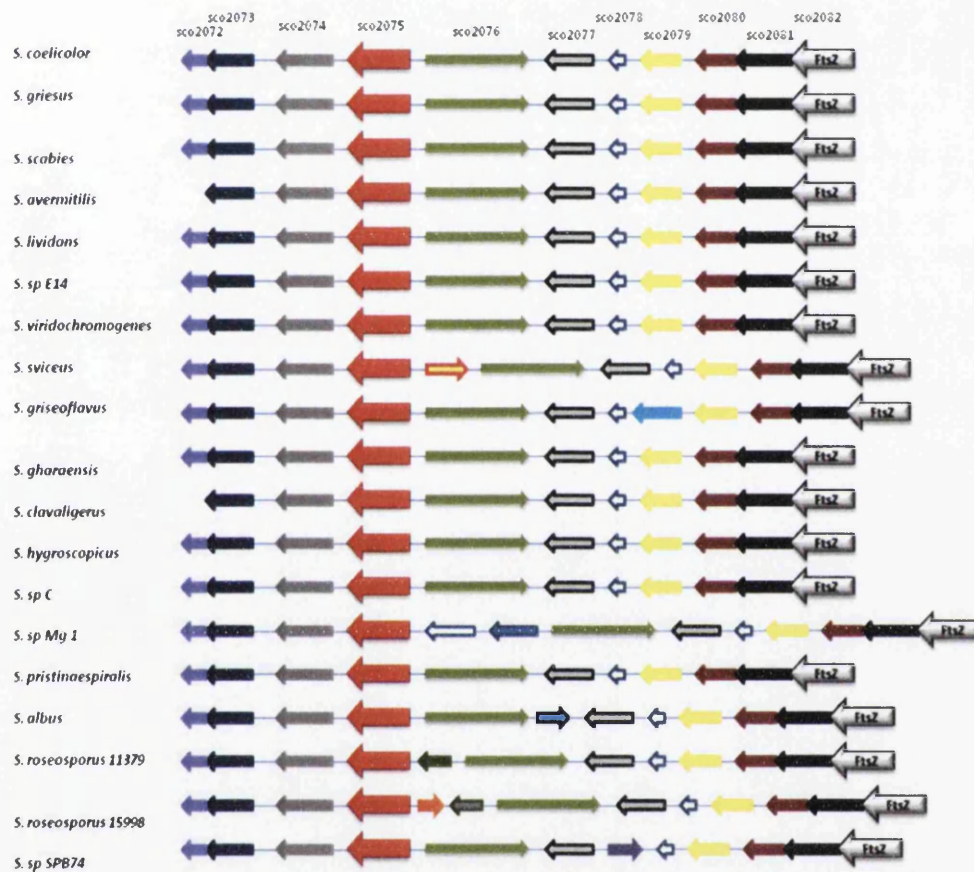 sco2073 sco2074 sco2075 sco2078 sco2080 sco2082
sco2072 sco2076 sco2077 sco2079 sco2081
S. coelicolor FtsZ
S. griesus FtsZ
S. scabies FtsZ
S. avermitilis FtsZ
S. lividans FtsZ
S. sp E14 FtsZ
S. viridochromogenes FtsZ
S. sviceus FtsZ
S. griseoflavus FtsZ
S. gharaensis FtsZ
S. clavaligerus FtsZ
S. hygroscopicus FtsZ
S. sp C FtsZ
S. sp Mg 1 FtsZ
S. pristinaespiralis FtsZ
S. albus FtsZ
S. roseosporus 11379 FtsZ
S. roseosporus 15998 FtsZ
S. sp SPB74 FtsZ